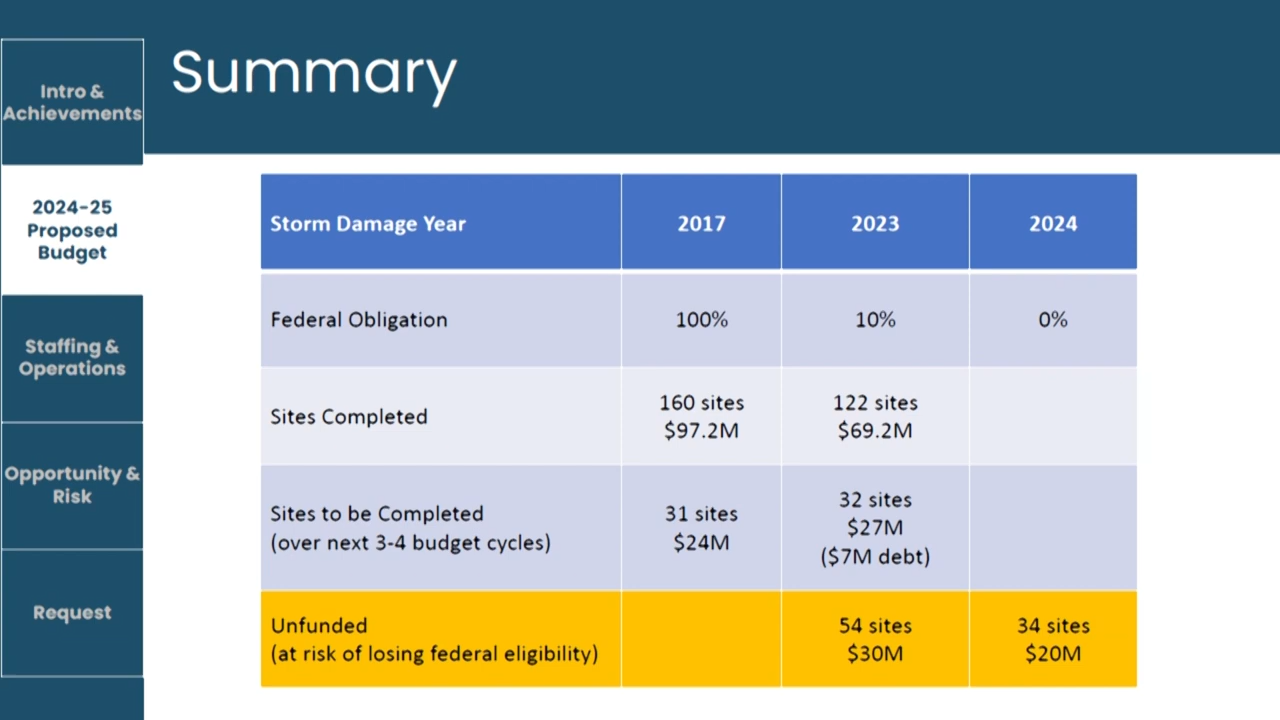 Summary
Intro &
Achievements
2024-25
Proposed
Budget
Staffing &
Operations
Opportunity &
Risk
Request
Storm Damage Year 2017 2023 2024
Federal Obligation 100% 10% 0%
Sites Completed 160 sites $97.2M 122 sites $69.2M
Sites to be Completed (over next 3-4 budget cycles) 31 sites $24M 32 sites $27M ($7M debt)
Unfunded (at risk of losing federal eligibility) 54 sites $30M 34 sites $20M